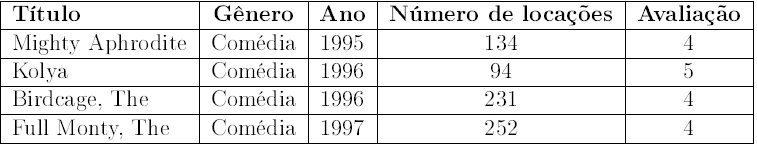 Título Gênero Ano Número de locações Avaliação
Mighty Aphrodite Comédia 1995 134 4
Kolya Comédia 1996 94 5
Birdcage, The Comédia 1996 231 4
Full Monty, The Comédia 1997 252 4